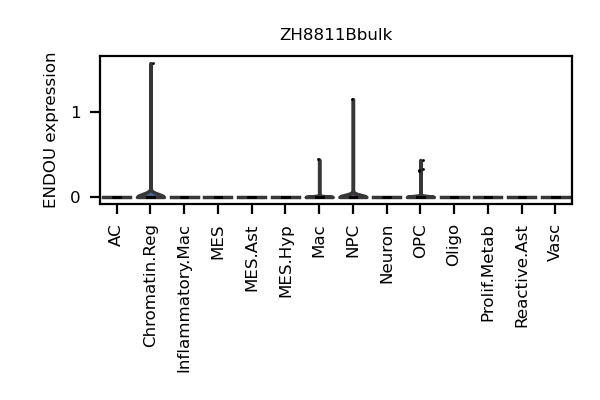 ZH8811Bbulk
ENDOU expression
1
0
AC
Chromatin.Reg
Inflammatory.Mac
MES
MES.Ast
MES.Hyp
Mac
NPC
Neuron
OPC
Oligo
Prolif.Metab
Reactive.Ast
Vasc